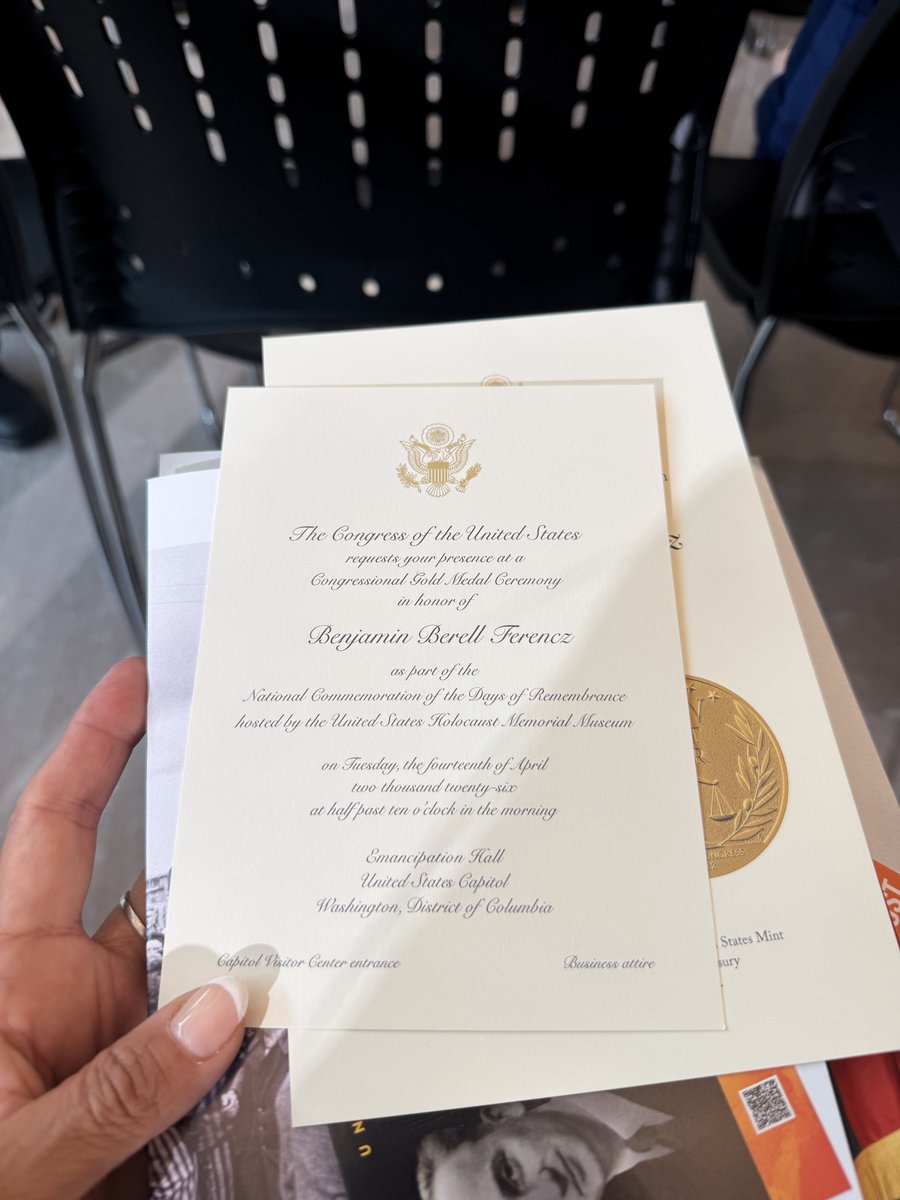 The Congress of the United States
requests your presence at a
Congressional Gold Medal Ceremony
in honor of
Benjamin Berell Ferencz
as part of the
National Commemoration of the Days of Remembrance
hosted by the United States Holocaust Memorial Museum
on Tuesday, the fourteenth of April
two thousand twenty-six
at half past ten o'clock in the morning
Emancipation Hall
United States Capitol
Washington, District of Columbia
Capitol Visitor Center entrance
Business attire
z
States Mint
sury
NU